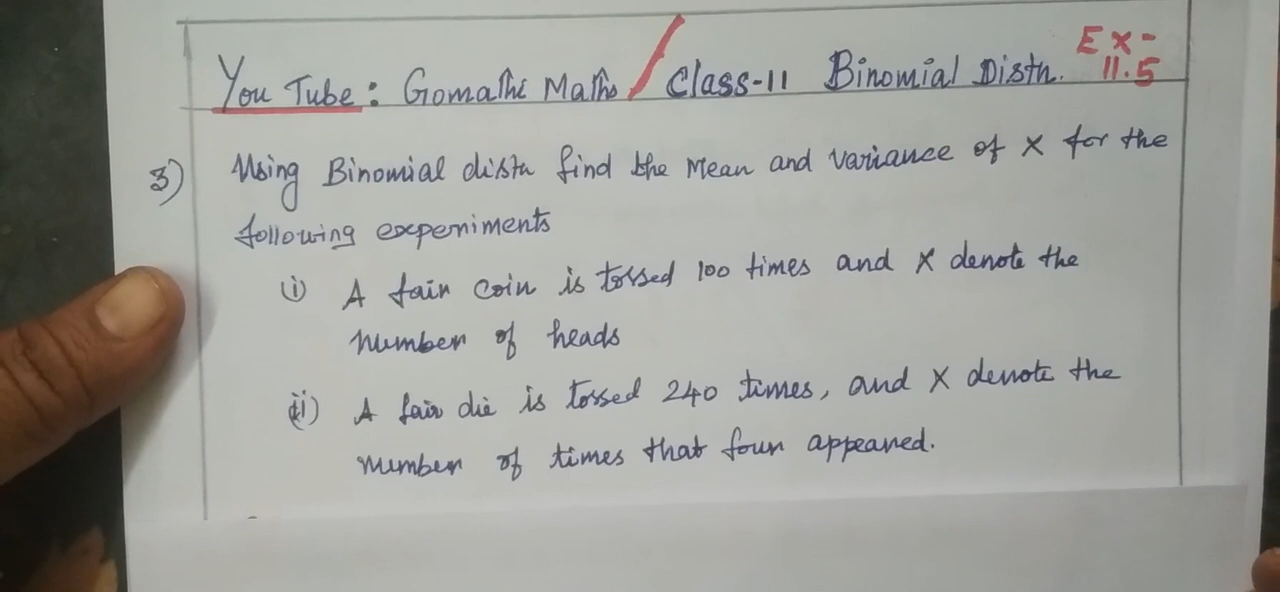 You Tube: Gomathi Maths / Class-11 Binomial Distn. Ex-11.5
3) Using Binomial distn find the Mean and variance of X for the
following experiments
(i) A fair coin is tossed 100 times and X denote the
number of heads
(ii) A fair die is tossed 240 times, and X denote the
number of times that four appeared.